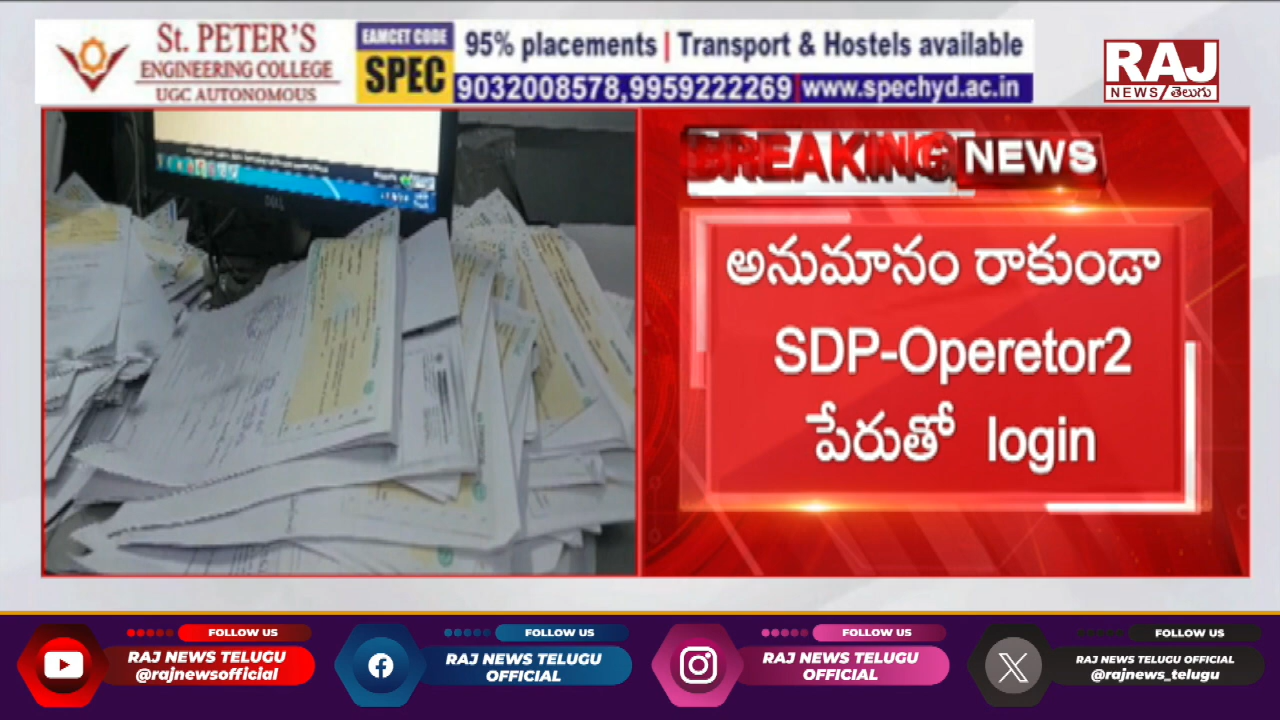 St. PETER'S
ENGINEERING COLLEGE
UGC AUTONOMOUS
EAMCET CODE
SPEC
95% placements | Transport & Hostels available
9032008578,9959222269 | www.spechyd.ac.in
RAJ
NEWS తెలుగు
BREAKING NEWS
అనుమానం రాకుండా
SDP-Operetor2
పేరుతో login
DELL
FOLLOW US
RAJ NEWS TELUGU
@rajnewsofficial
FOLLOW US
RAJ NEWS TELUGU
OFFICIAL
FOLLOW US
RAJ NEWS TELUGU
OFFICIAL
FOLLOW US
RAJ NEWS TELUGU OFFICIAL
@rajnews_telugu